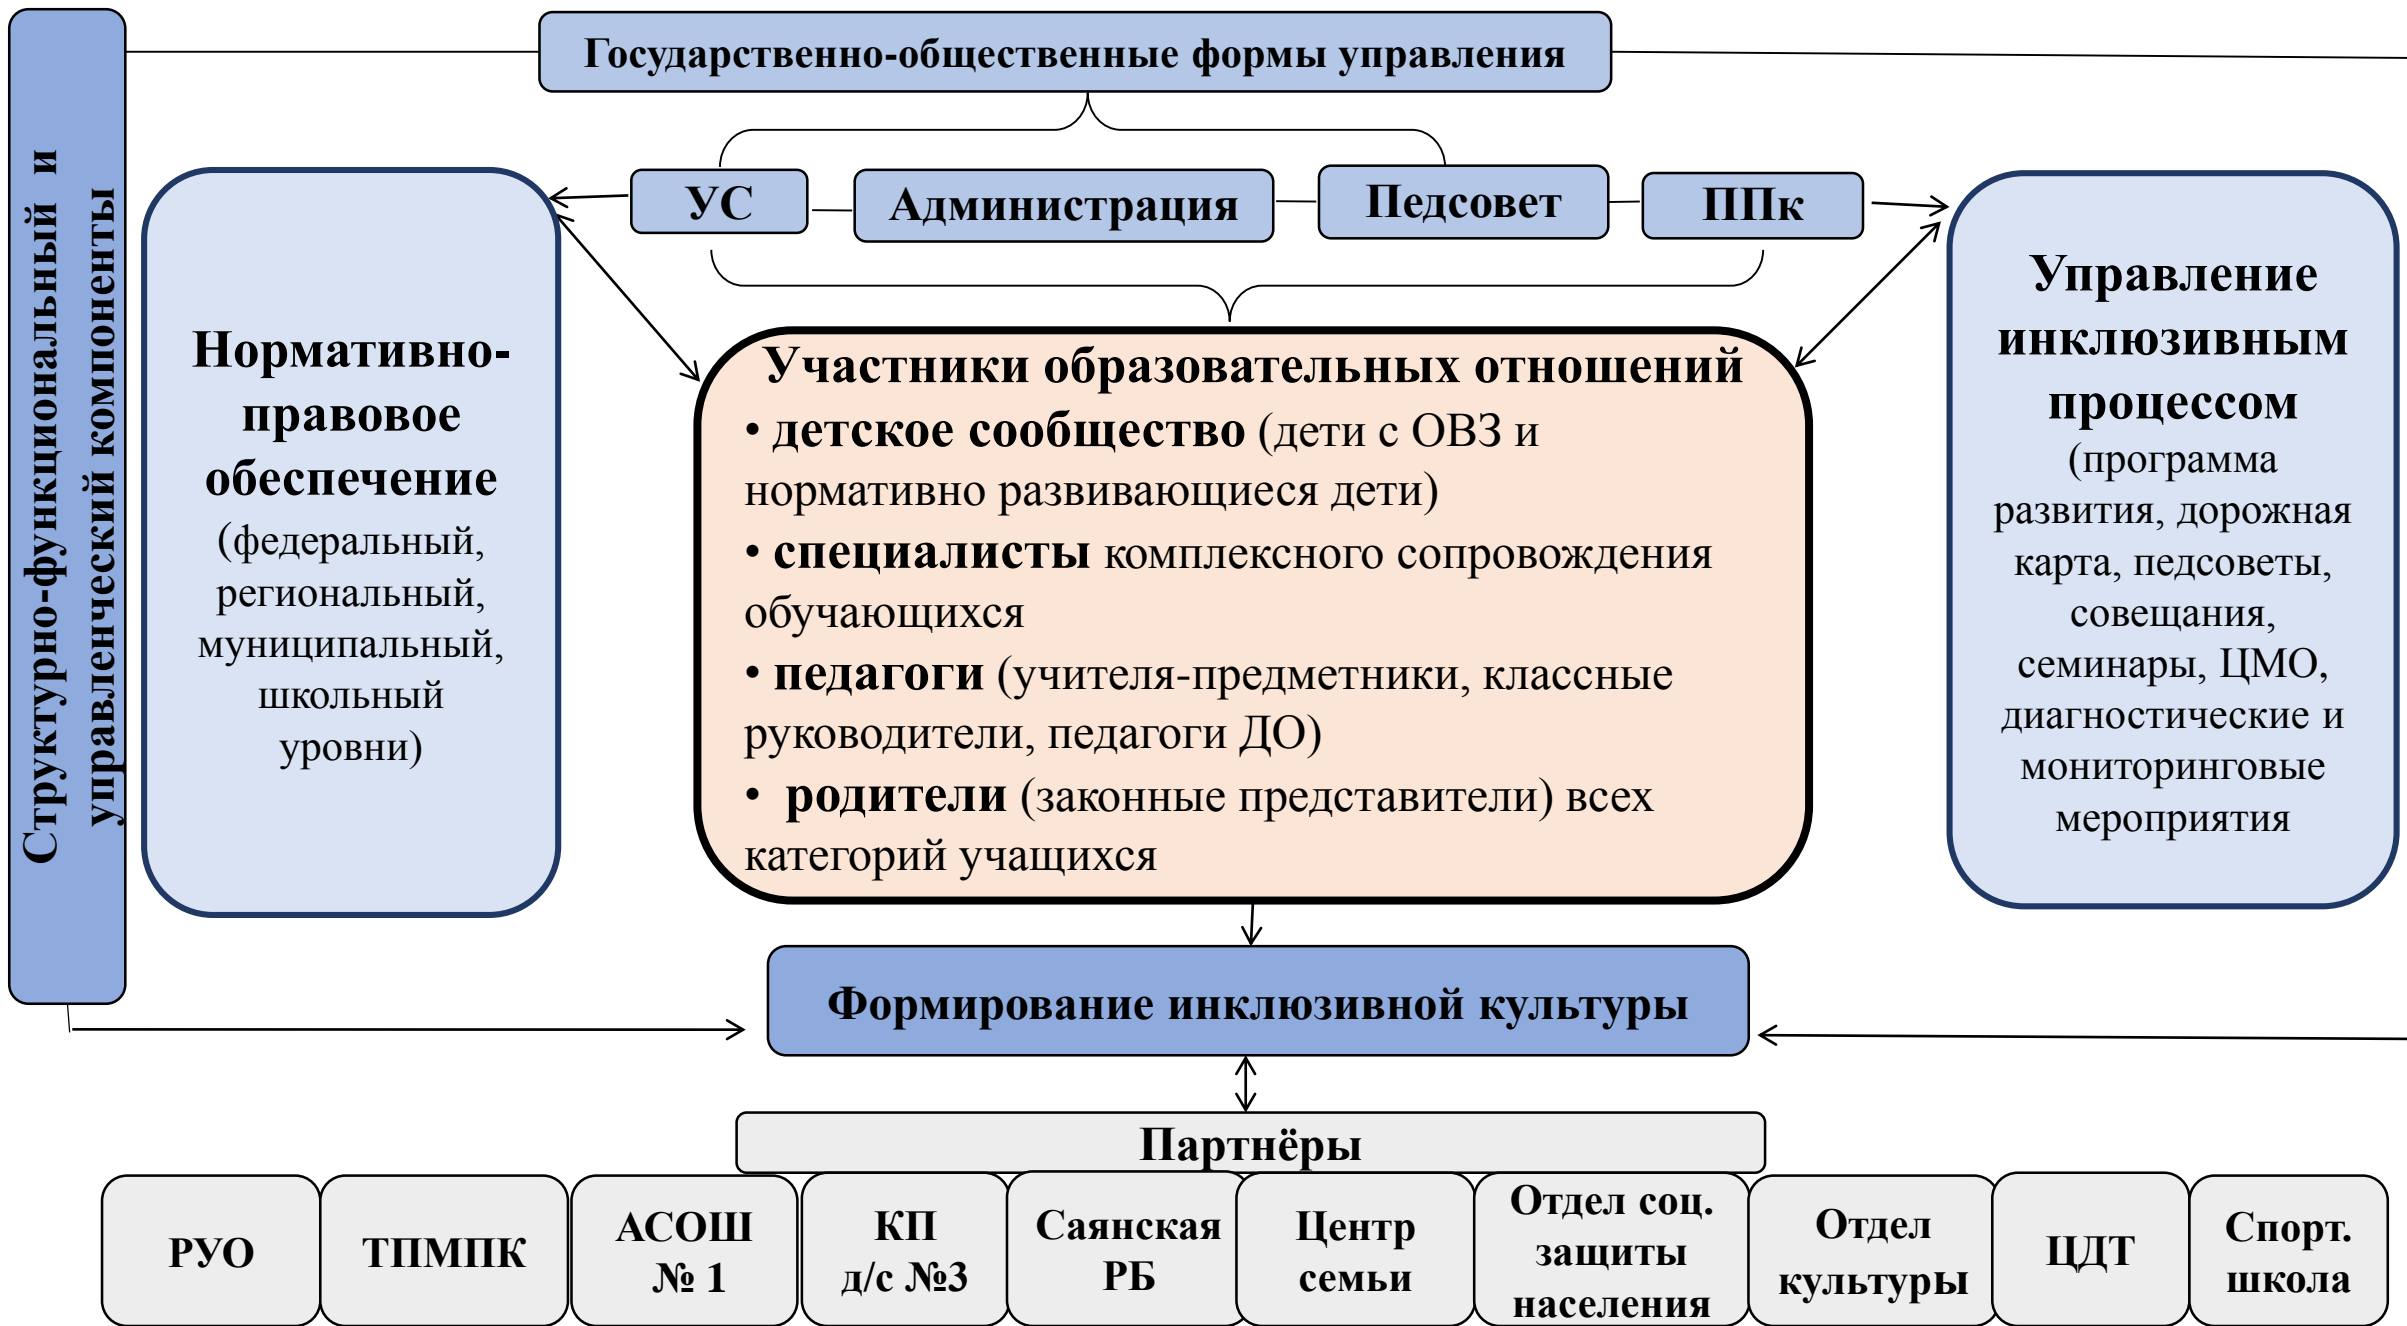 Структурно-функциональный и
управленческий компоненты
Государственно-общественные формы управления
УС
Администрация
Педсовет
ППк
Нормативно-
правовое
обеспечение
(федеральный,
региональный,
муниципальный,
школьный
уровни)
Участники образовательных отношений
• детское сообщество (дети с ОВЗ и
нормативно развивающиеся дети)
• специалисты комплексного сопровождения
обучающихся
• педагоги (учителя-предметники, классные
руководители, педагоги ДО)
• родители (законные представители) всех
категорий учащихся
Управление
инклюзивным
процессом
(программа
развития, дорожная
карта, педсоветы,
совещания,
семинары, ЦМО,
диагностические и
мониторинговые
мероприятия
Формирование инклюзивной культуры
Партнёры
РУО
ТПМПК
АСОШ
№ 1
КП
д/с №3
Саянская
РБ
Центр
семьи
Отдел соц.
защиты
населения
Отдел
культуры
ЦДТ
Спорт.
школа